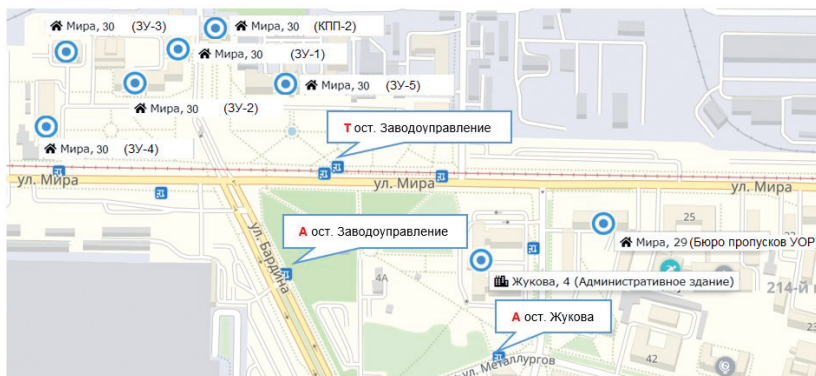 Мира, 30 (ЗУ-3)
Мира, 30 (КПП-2)
Мира, 30 (ЗУ-1)
Мира, 30 (ЗУ-5)
Мира, 30 (ЗУ-2)
Мира, 30 (ЗУ-4)
Т ост. Заводоуправление
ул. Мира
ул. Мира
ул. Мира
А ост. Заводоуправление
ул. Бардина
25
Мира, 29 (Бюро пропусков УОР
4А
Жукова, 4 (Административное здание)
214-й
А ост. Жукова
ул. Металлургов
42
23